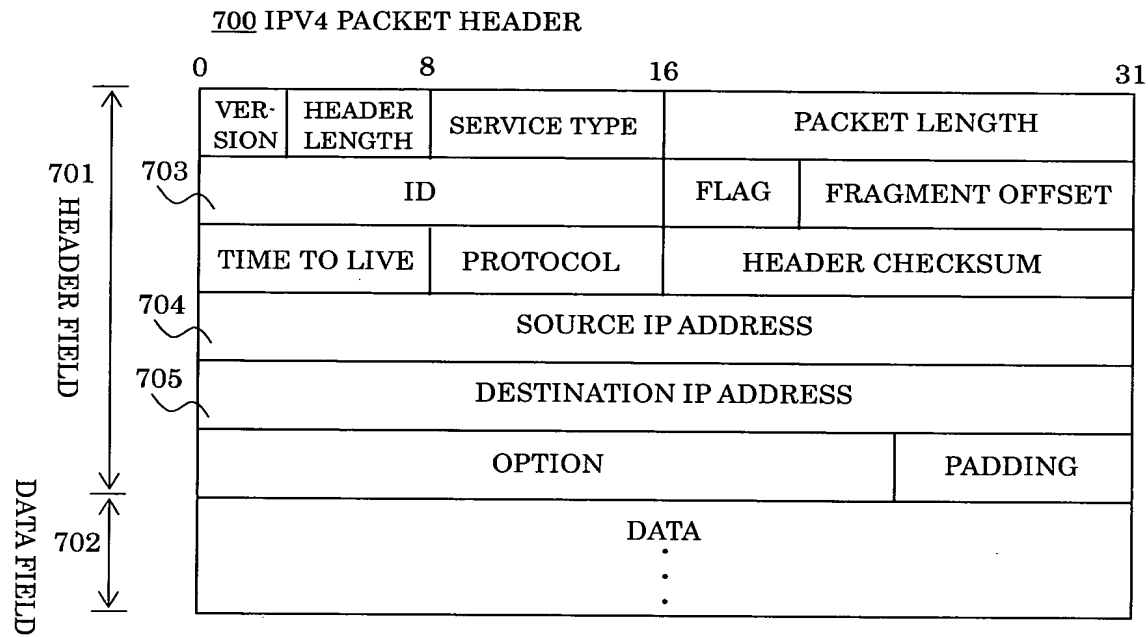 700 IPV4 PACKET HEADER
0 8 16 31
VER-
SION
HEADER
LENGTH
SERVICE TYPE
PACKET LENGTH
701
HEADER FIELD
703
ID
FLAG
FRAGMENT OFFSET
TIME TO LIVE
PROTOCOL
HEADER CHECKSUM
704
SOURCE IP ADDRESS
705
DESTINATION IP ADDRESS
OPTION
PADDING
DATA FIELD
702
DATA